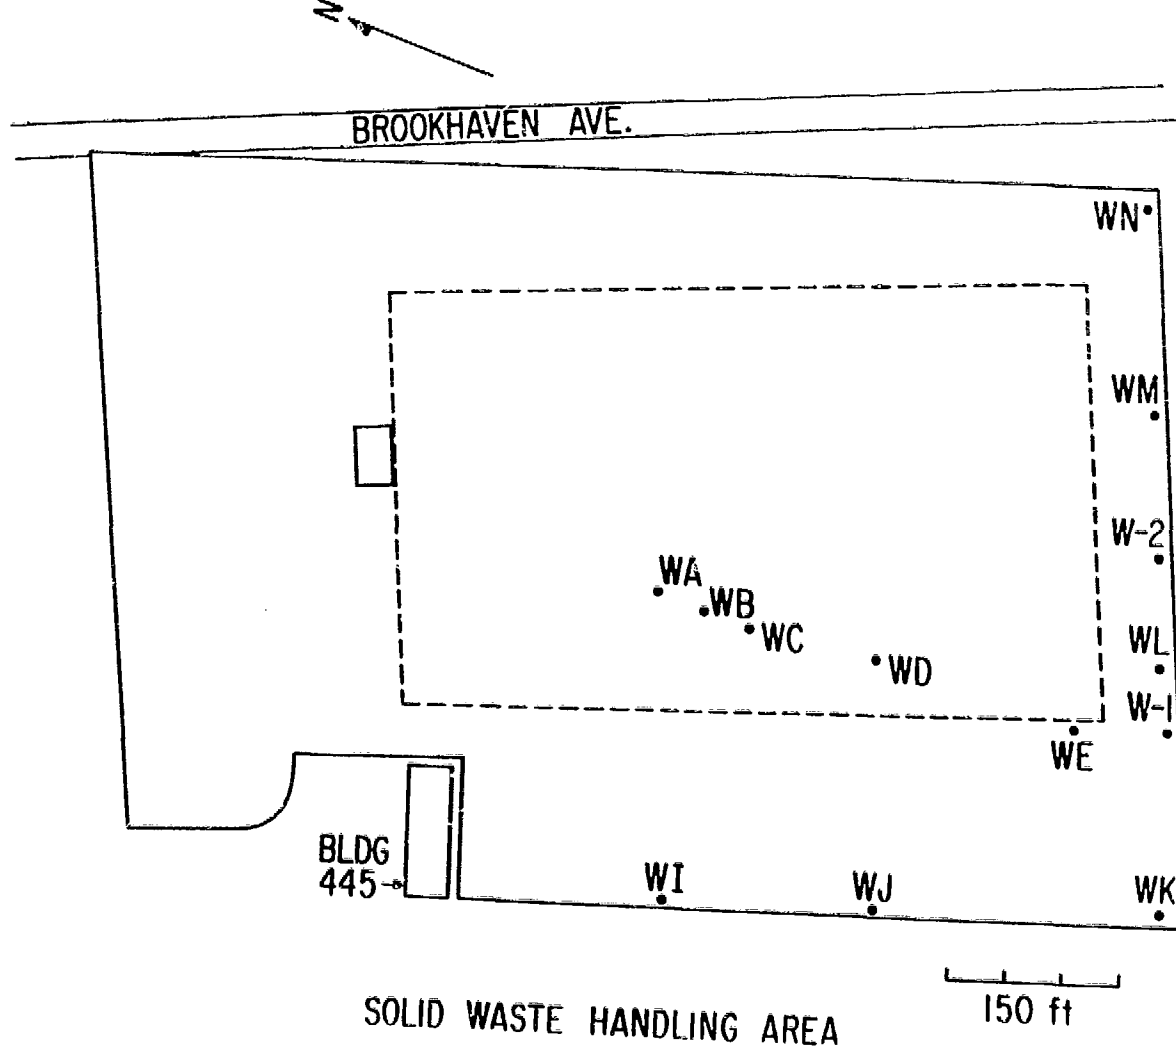 N
BROOKHAVEN AVE.
WN
WM
W-2
WA
WB
WC
WL
WD
W-1
WE
BLDG
445
WI
WJ
WK
150 ft
SOLID WASTE HANDLING AREA